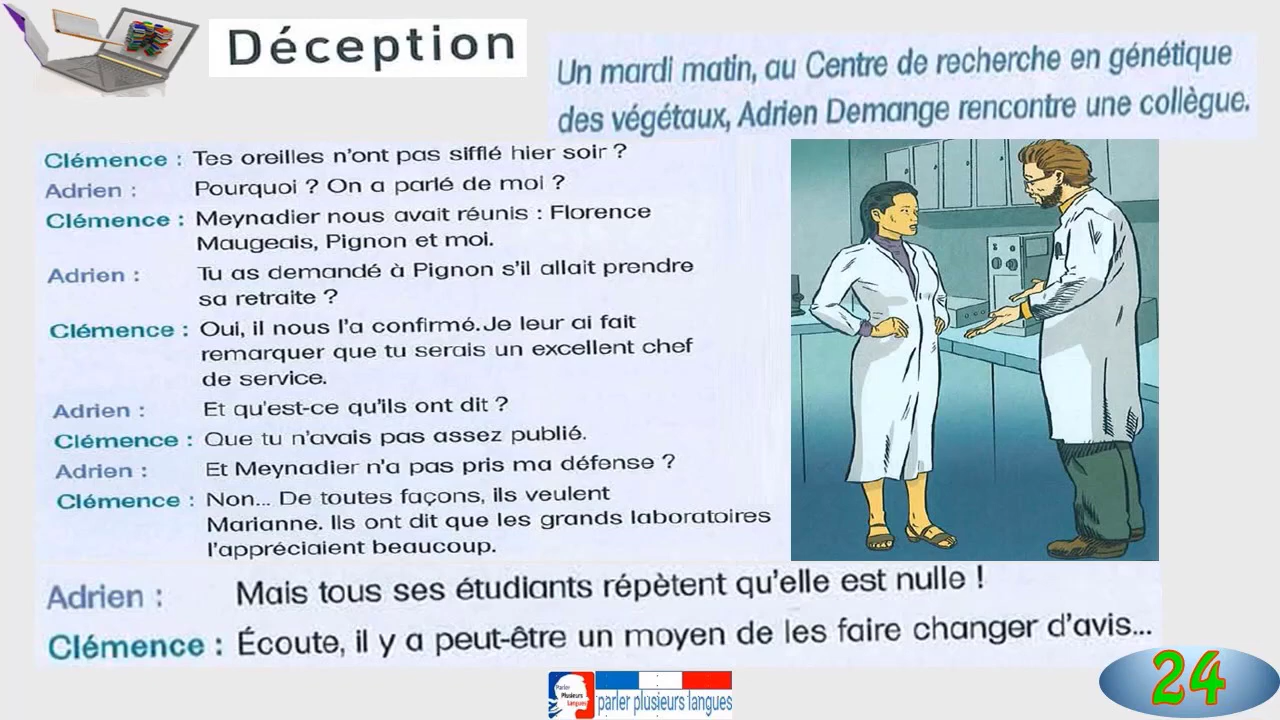 Déception
Un mardi matin, au Centre de recherche en génétique
des végétaux, Adrien Demange rencontre une collègue.
Clémence : Tes oreilles n'ont pas sifflé hier soir ?
Adrien : Pourquoi ? On a parlé de moi ?
Clémence : Meynadier nous avait réunis : Florence
Maugeais, Pignon et moi.
Adrien : Tu as demandé à Pignon s'il allait prendre
sa retraite ?
Clémence : Oui, il nous l'a confirmé. Je leur ai fait
remarquer que tu serais un excellent chef
de service.
Adrien : Et qu'est-ce qu'ils ont dit ?
Clémence : Que tu n'avais pas assez publié.
Adrien : Et Meynadier n'a pas pris ma défense ?
Clémence : Non... De toutes façons, ils veulent
Marianne. Ils ont dit que les grands laboratoires
l'appréciaient beaucoup.
Adrien : Mais tous ses étudiants répètent qu'elle est nulle !
Clémence : Écoute, il y a peut-être un moyen de les faire changer d'avis...
Parler
Plusieurs
langues
parler plusieurs langues
24